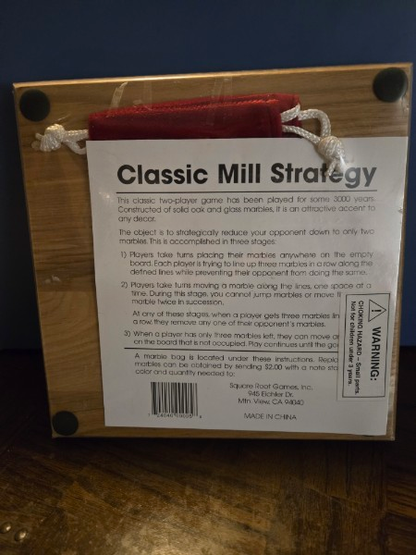 Classic Mill Strategy
This classic two-player game has been played for some 3000 years.
Constructed of solid oak and glass marbles, it is an attractive accent to
any decor.
The object is to strategically reduce your opponent down to only two
marbles. This is accomplished in three stages:
1) Players take turns placing their marbles anywhere on the empty
board. Each player is trying to line up three marbles in a row along the
defined lines while preventing their opponent from doing the same.
2) Players take turns moving a marble along the lines, one space at a
time. During this stage, you cannot jump marbles or move
marble twice in succession.
At any of these stages, when a player gets three marbles
a row, they remove any one of their opponent's marbles.
3) When a player has only three marbles left, they can move
on the board that is not occupied. Play continues until the
A marble bag is located under these instructions.
marbles can be obtained by sending $2.00 with a note
color and quantity needed to:
Square Root Games, Inc.
945 Eichler Dr.
Mtn. View, CA 94040
MADE IN CHINA
WARNING:
CHOKING HAZARD – Small parts.
Not for children under 3 years.